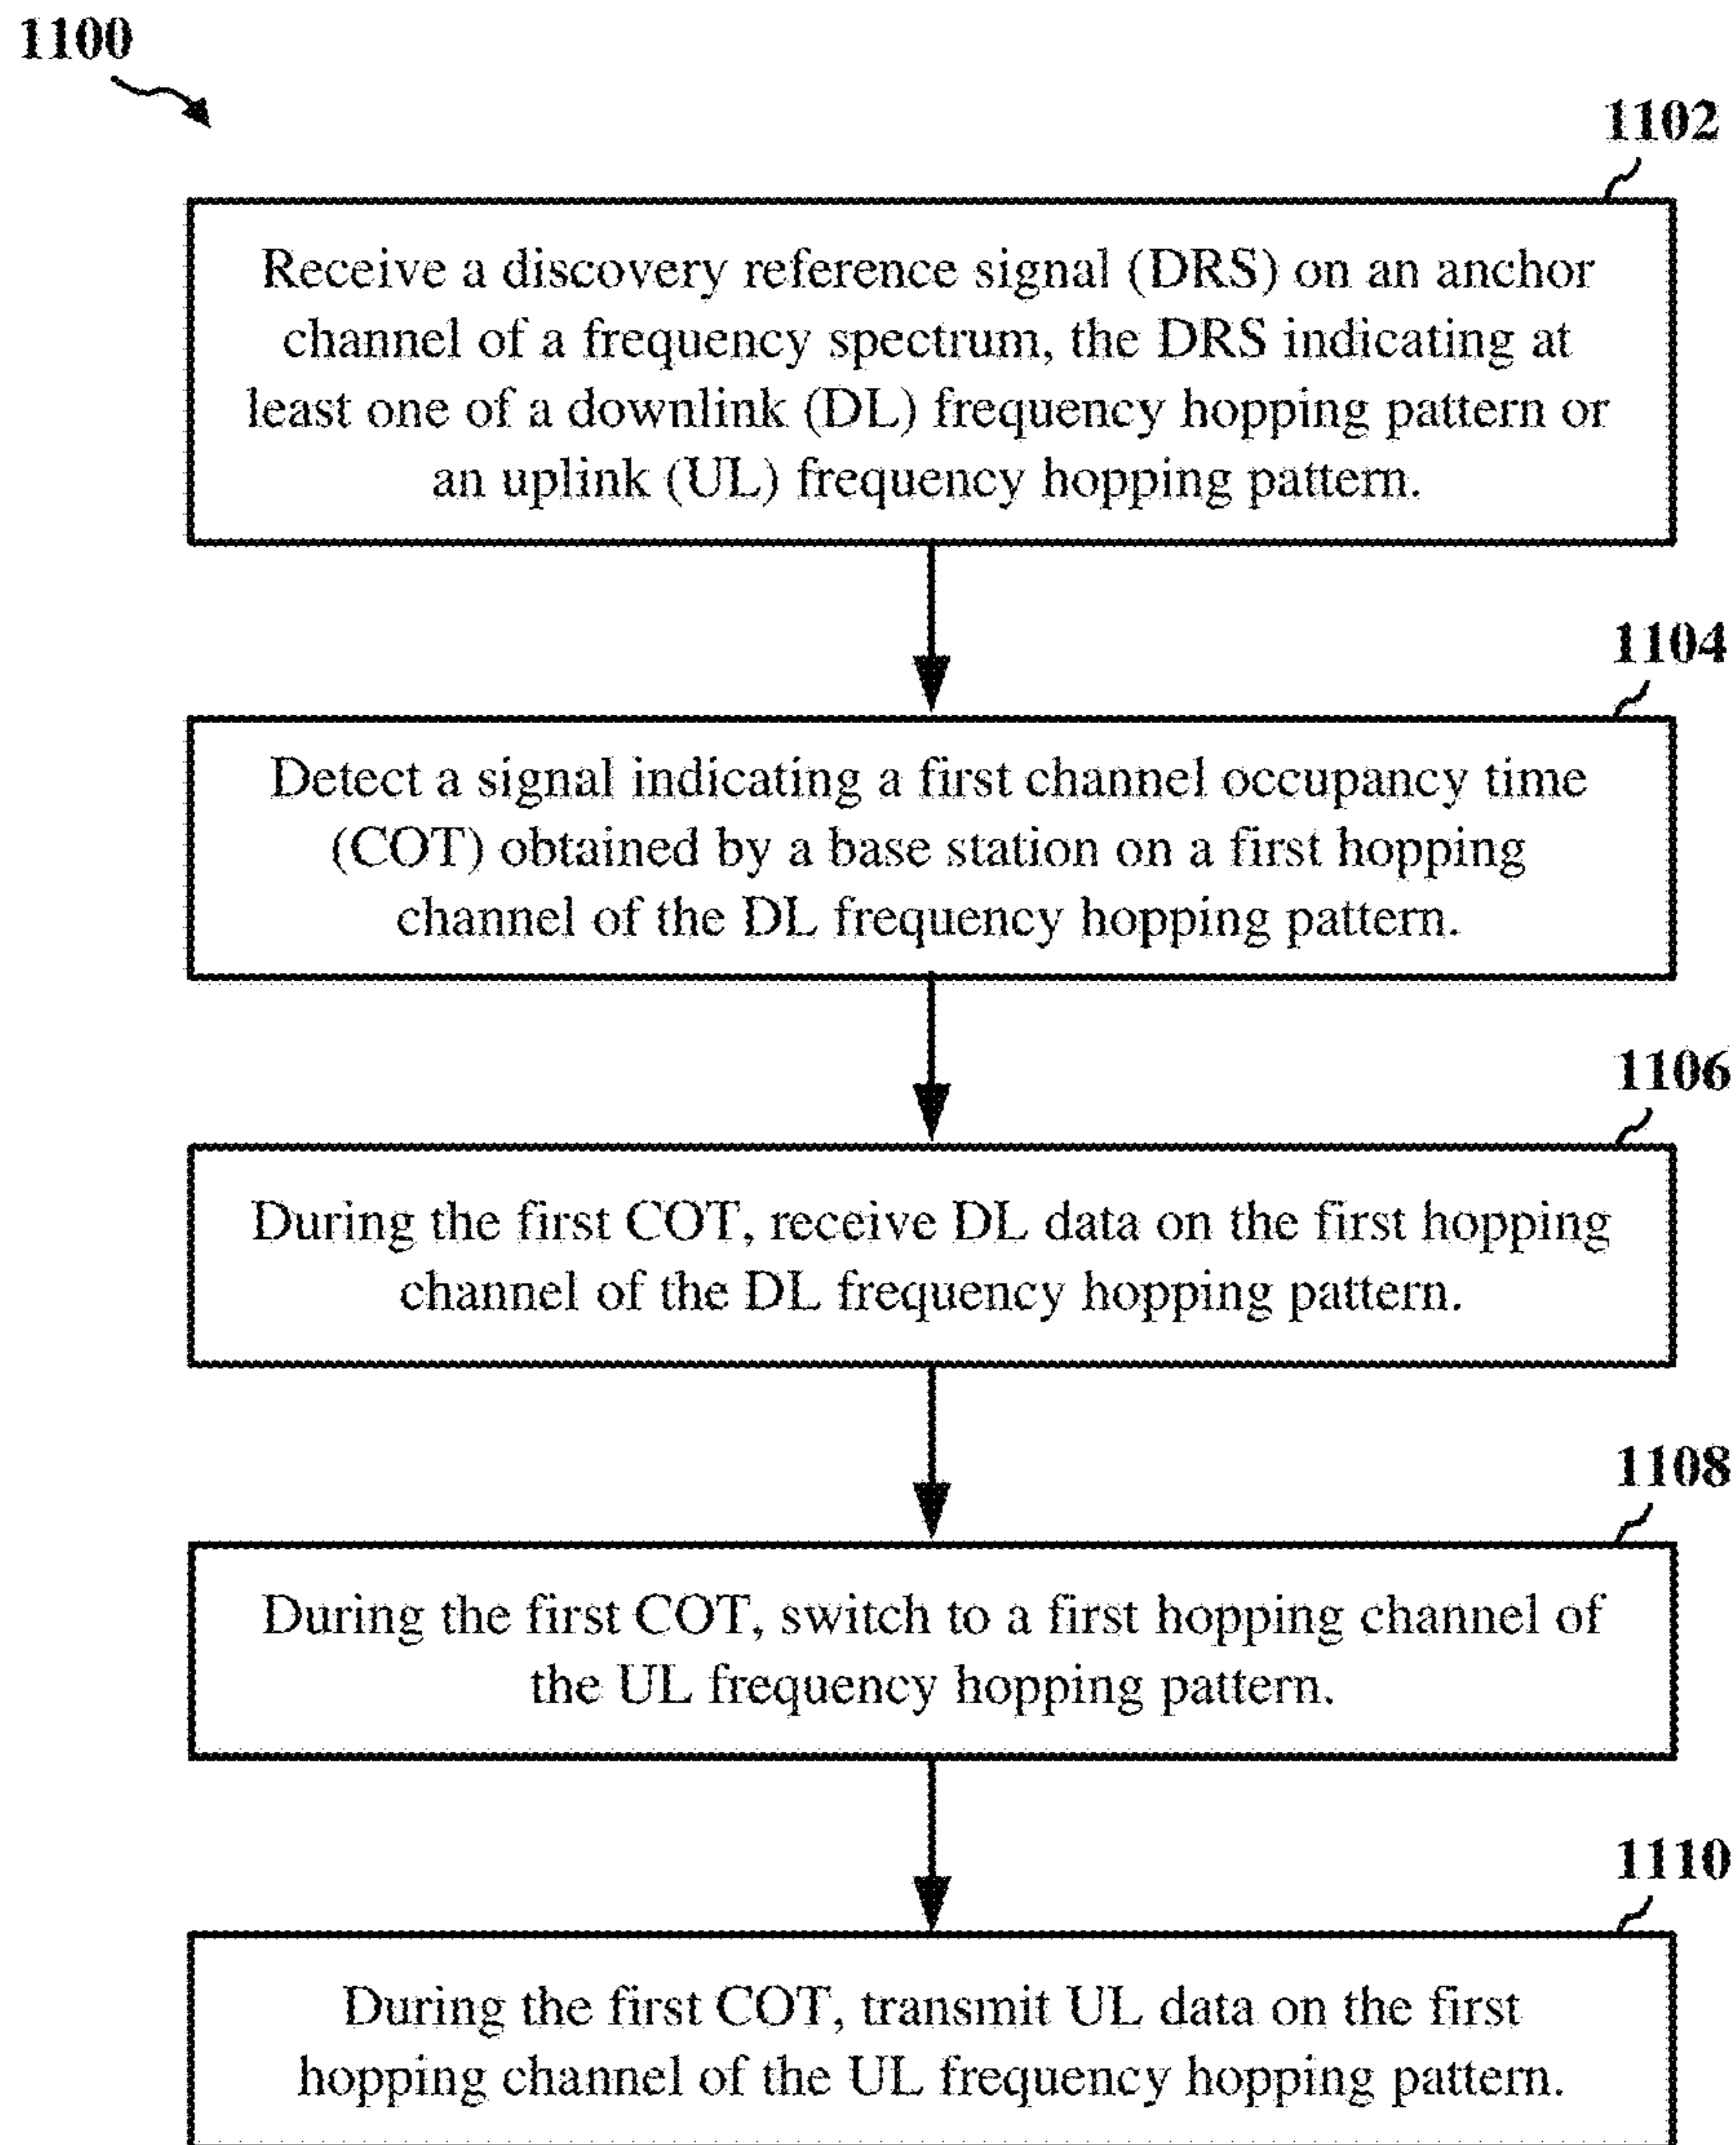 1100
1102
Receive a discovery reference signal (DRS) on an anchor
channel of a frequency spectrum, the DRS indicating at
least one of a downlink (DL) frequency hopping pattern or
an uplink (UL) frequency hopping pattern.
1104
Detect a signal indicating a first channel occupancy time
(COT) obtained by a base station on a first hopping
channel of the DL frequency hopping pattern.
1106
During the first COT, receive DL data on the first hopping
channel of the DL frequency hopping pattern.
1108
During the first COT, switch to a first hopping channel of
the UL frequency hopping pattern.
1110
During the first COT, transmit UL data on the first
hopping channel of the UL frequency hopping pattern.